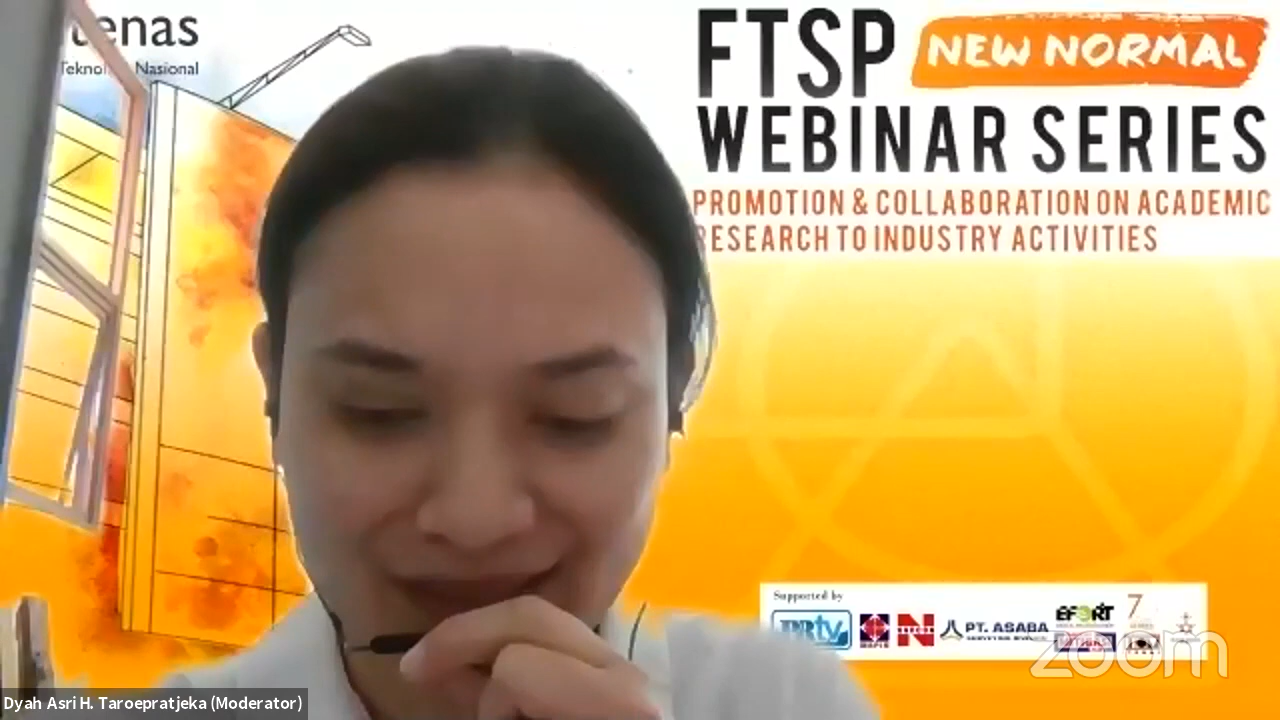 tenas
Teknol Nasional
FTSP
NEW NORMAL
WEBINAR SERIES
PROMOTION & COLLABORATION ON ACADEMIC
RESEARCH TO INDUSTRY ACTIVITIES
Supported by
tv
N
PT. ASABA
EFORT
7
zoom
Dyah Asri H. Taroepratjeka (Moderator)